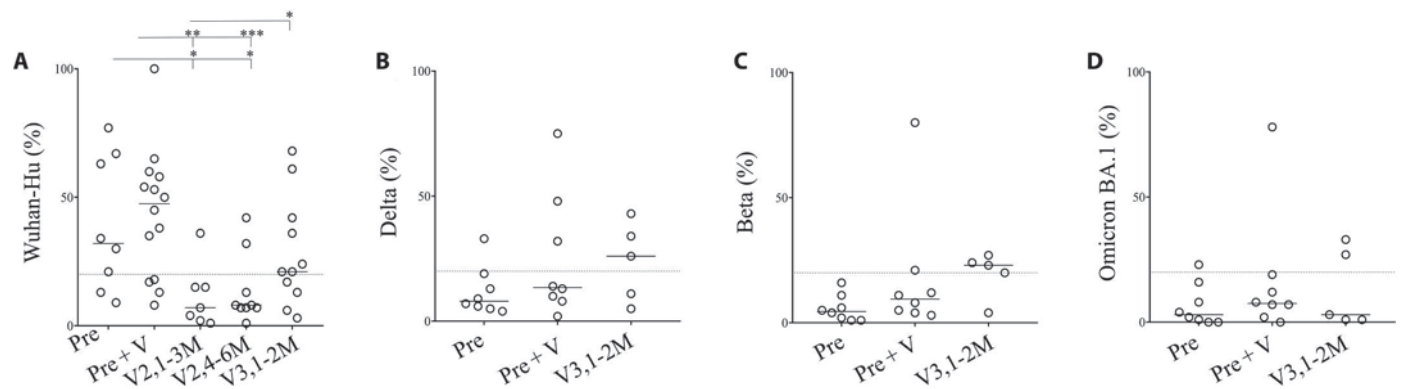 *
** ***
* *
A
B
C
D
100
50
0
Wuhan-Hu (%)
Pre
Pre + V
V2,1-3M
V2,4-6M
V3,1-2M
100
50
0
Delta (%)
Pre
Pre + V
V3,1-2M
100
50
0
Beta (%)
Pre
Pre + V
V3,1-2M
100
50
0
Omicron BA.1 (%)
Pre
Pre + V
V3,1-2M